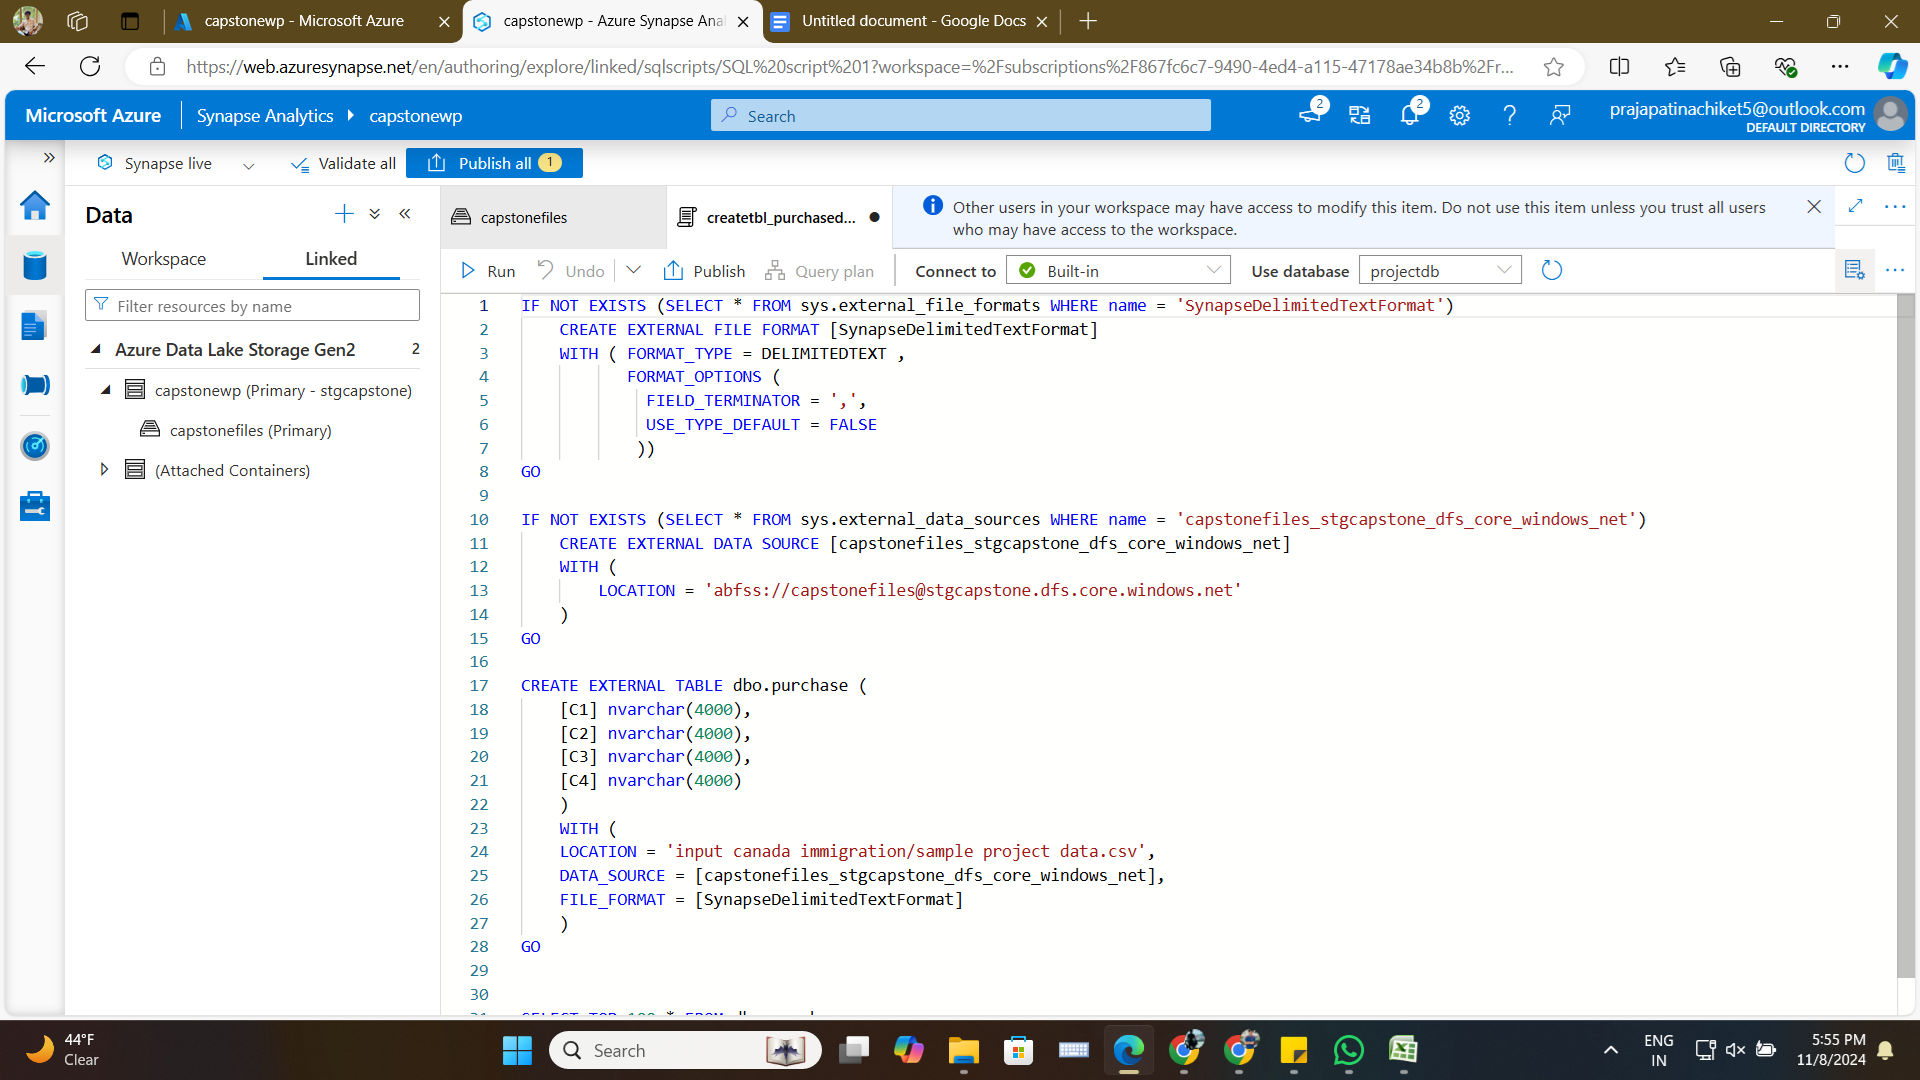 capstonewp - Microsoft Azure
capstonewp - Azure Synapse Anal
Untitled document - Google Docs
https://web.azuresynapse.net/en/authoring/explore/linked/sqlscripts/SQL%20script%201?workspace=%2Fsubscriptions%2F867fc6c7-9490-4ed4-a115-47178ae34b8b%2Fr...
Microsoft Azure
Synapse Analytics
capstonewp
Search
2
2
prajapatinachiket5@outlook.com
DEFAULT DIRECTORY
Synapse live
Validate all
Publish all 1
Data
Workspace
Linked
Filter resources by name
Azure Data Lake Storage Gen2 2
capstonewp (Primary - stgcapstone)
capstonefiles (Primary)
(Attached Containers)
capstonefiles
createtbl_purchased...
Other users in your workspace may have access to modify this item. Do not use this item unless you trust all users
who may have access to the workspace.
Run
Undo
Publish
Query plan
Connect to
Built-in
Use database
projectdb
1 IF NOT EXISTS (SELECT * FROM sys.external_file_formats WHERE name = 'SynapseDelimitedTextFormat')
2 CREATE EXTERNAL FILE FORMAT [SynapseDelimitedTextFormat]
3 WITH ( FORMAT_TYPE = DELIMITEDTEXT ,
4 FORMAT_OPTIONS (
5 FIELD_TERMINATOR = ',',
6 USE_TYPE_DEFAULT = FALSE
7 ))
8 GO
9
10 IF NOT EXISTS (SELECT * FROM sys.external_data_sources WHERE name = 'capstonefiles_stgcapstone_dfs_core_windows_net')
11 CREATE EXTERNAL DATA SOURCE [capstonefiles_stgcapstone_dfs_core_windows_net]
12 WITH (
13 LOCATION = 'abfss://capstonefiles@stgcapstone.dfs.core.windows.net'
14 )
15 GO
16
17 CREATE EXTERNAL TABLE dbo.purchase (
18 [C1] nvarchar(4000),
19 [C2] nvarchar(4000),
20 [C3] nvarchar(4000),
21 [C4] nvarchar(4000)
22 )
23 WITH (
24 LOCATION = 'input canada immigration/sample project data.csv',
25 DATA_SOURCE = [capstonefiles_stgcapstone_dfs_core_windows_net],
26 FILE_FORMAT = [SynapseDelimitedTextFormat]
27 )
28 GO
29
30
44°F
Clear
Search
ENG
IN
5:55 PM
11/8/2024